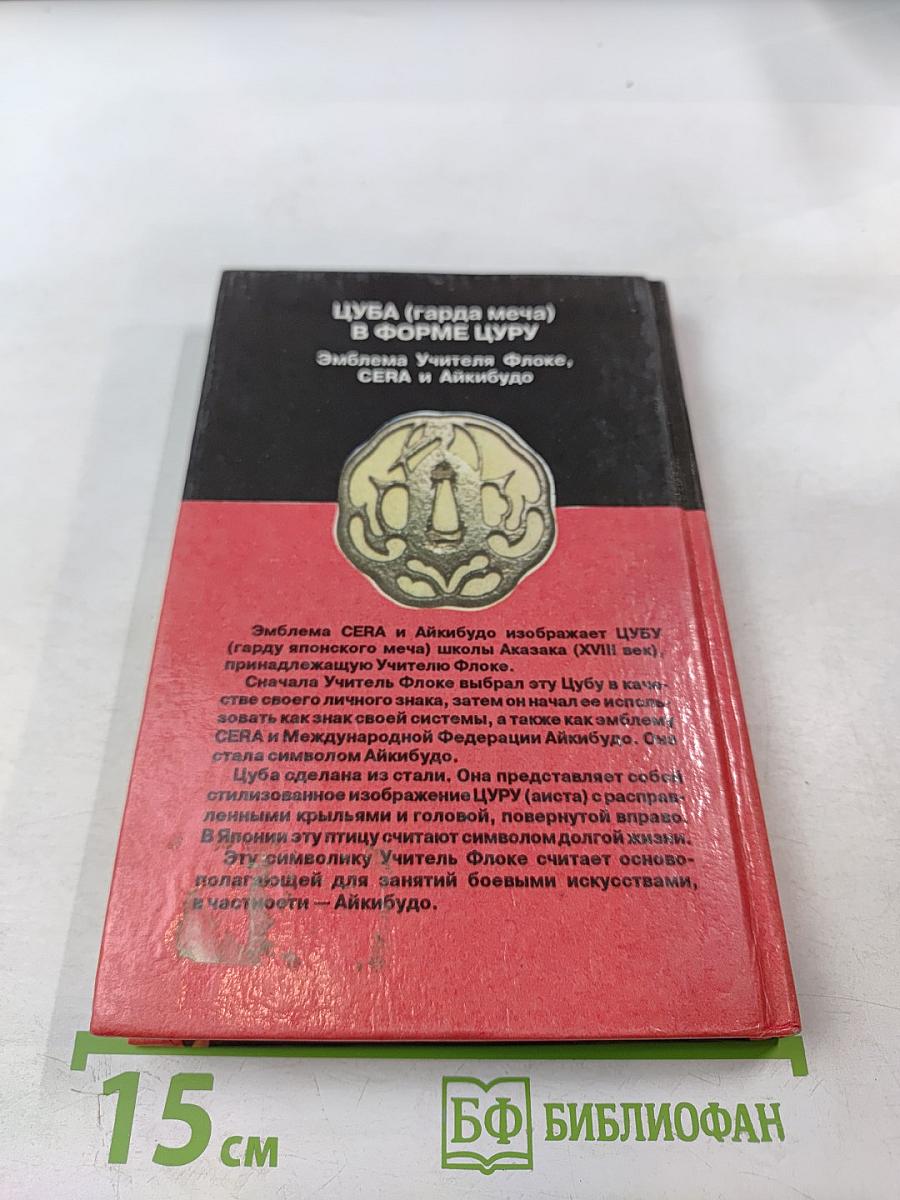 ЦУБА (гарда меча)
В ФОРМЕ ЦУРУ
Эмблема Учителя Флоке,
CERA и Айкибудо
Эмблема CERA и Айкибудо изображает ЦУБУ
(гарду японского меча) школы Аказака (XVIII век),
принадлежащую Учителю Флоке.
Сначала Учитель Флоке выбрал эту Цубу в каче-
стве своего личного знака, затем он начал ее исполь-
зовать как знак своей системы, а также как эмблему
CERA и Международной Федерации Айкибудо. Она
стала символом Айкибудо.
Цуба сделана из стали. Она представляет собой
стилизованное изображение ЦУРУ (аиста) с расправ-
ленными крыльями и головой, повернутой вправо.
В Японии эту птицу считают символом долгой жизни.
Эту символику Учитель Флоке считает осново-
полагающей для занятий боевыми искусствами,
в частности — Айкибудо.
15 см
БФ БИБЛИОФАН